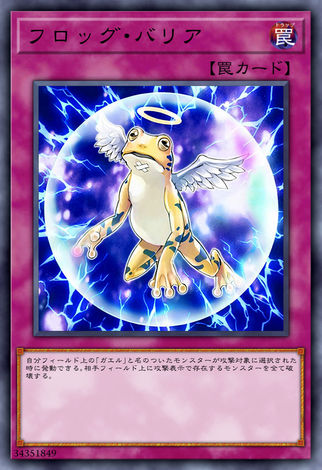 フロッグ・バリア
トラップ
罠
【罠カード】
自分フィールド上の「ガエル」と名のついたモンスターが攻撃対象に選択された
時に発動できる。相手フィールド上に攻撃表示で存在するモンスターを全て破
壊する。
34351849